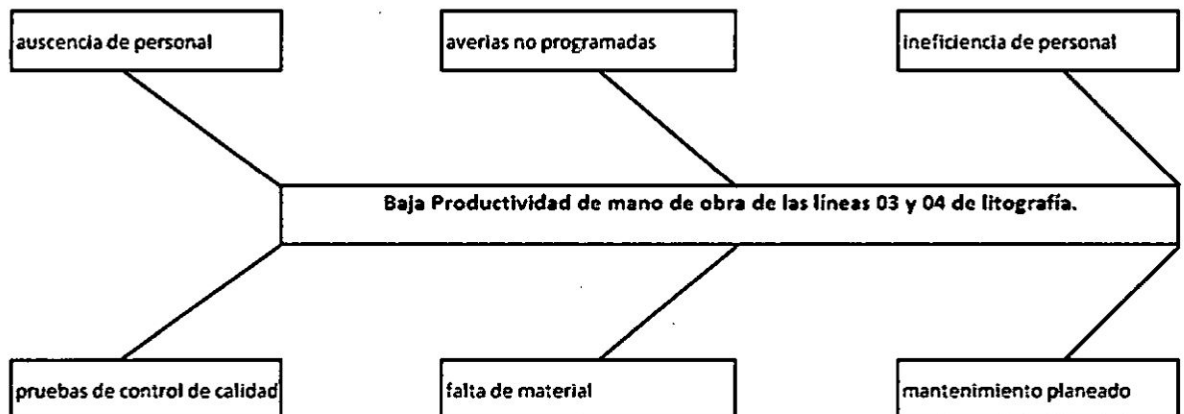 auscencia de personal
averias no programadas
ineficiencia de personal
Baja Productividad de mano de obra de las líneas 03 y 04 de litografía.
pruebas de control de calidad
falta de material
mantenimiento planeado